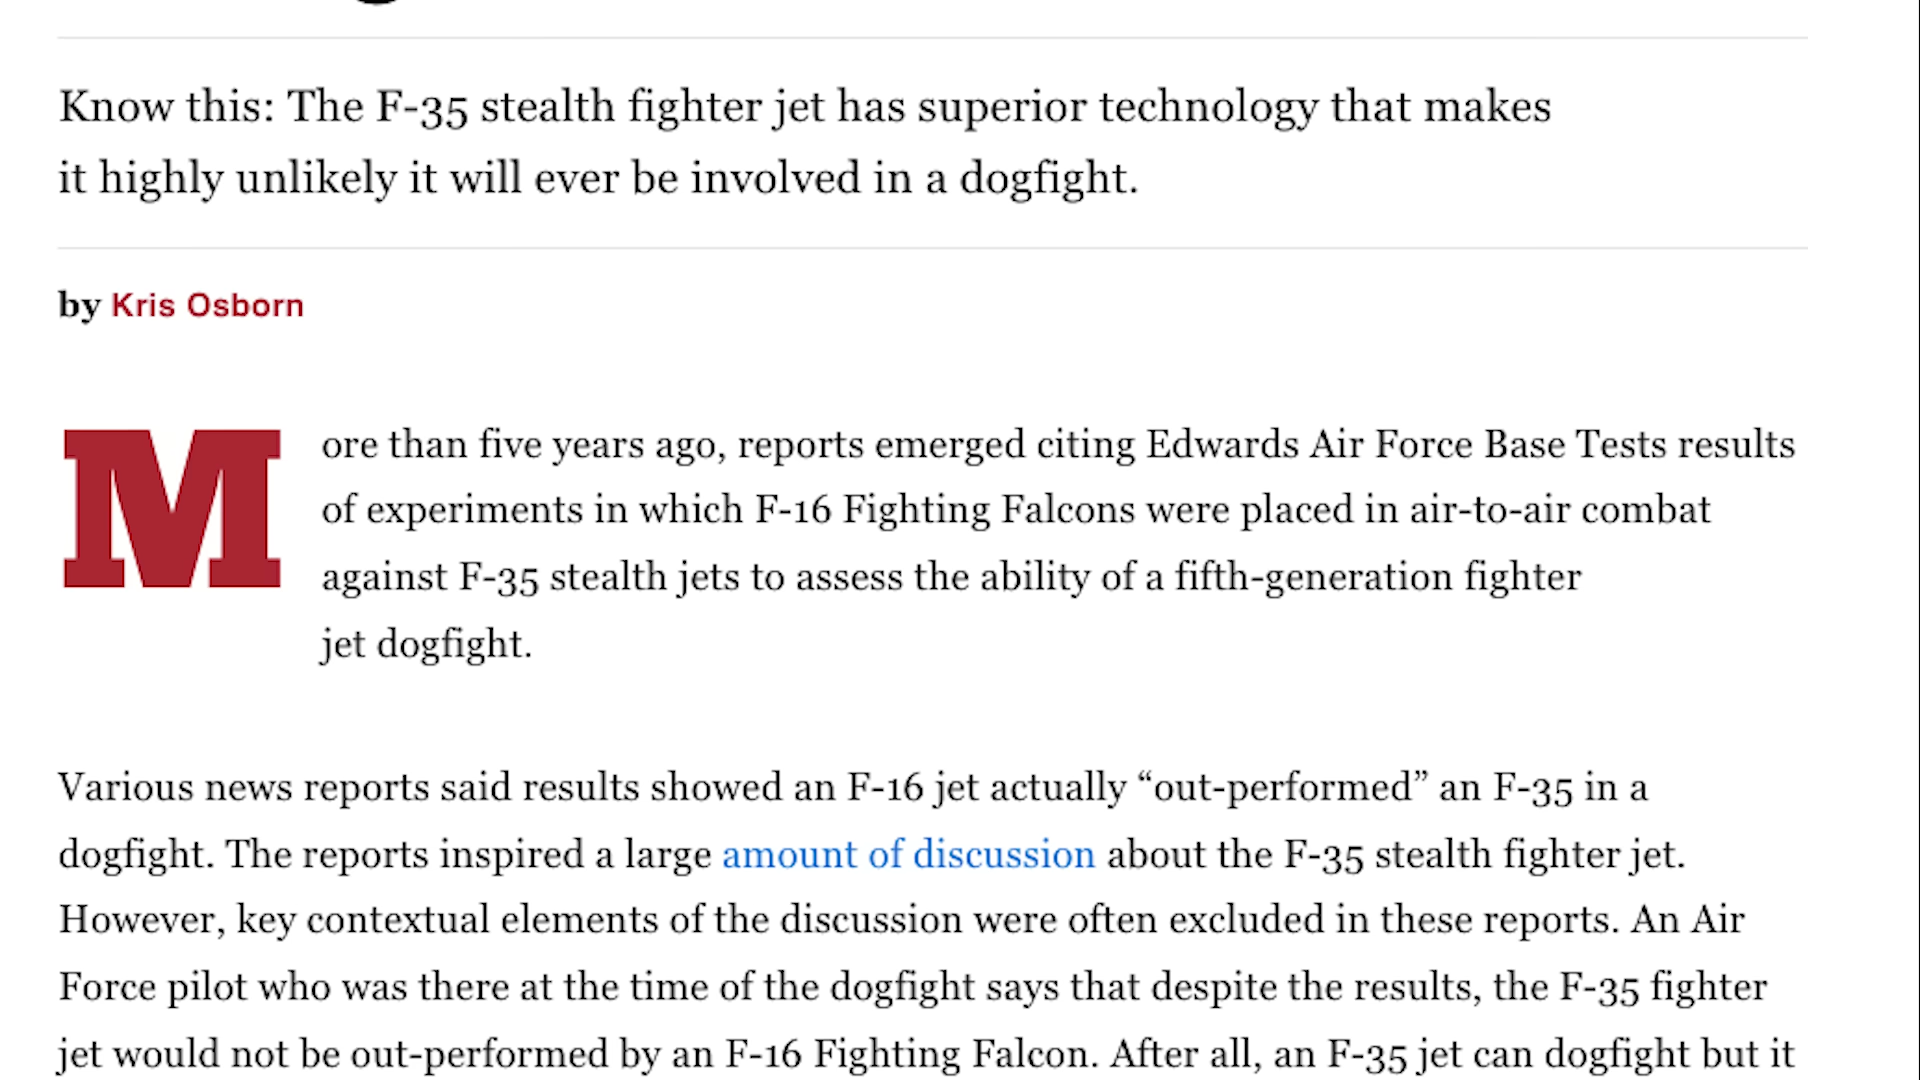 Know this: The F-35 stealth fighter jet has superior technology that makes
it highly unlikely it will ever be involved in a dogfight.
by Kris Osborn
More than five years ago, reports emerged citing Edwards Air Force Base Tests results
of experiments in which F-16 Fighting Falcons were placed in air-to-air combat
against F-35 stealth jets to assess the ability of a fifth-generation fighter
jet dogfight.
Various news reports said results showed an F-16 jet actually “out-performed” an F-35 in a
dogfight. The reports inspired a large amount of discussion about the F-35 stealth fighter jet.
However, key contextual elements of the discussion were often excluded in these reports. An Air
Force pilot who was there at the time of the dogfight says that despite the results, the F-35 fighter
jet would not be out-performed by an F-16 Fighting Falcon. After all, an F-35 jet can dogfight but it